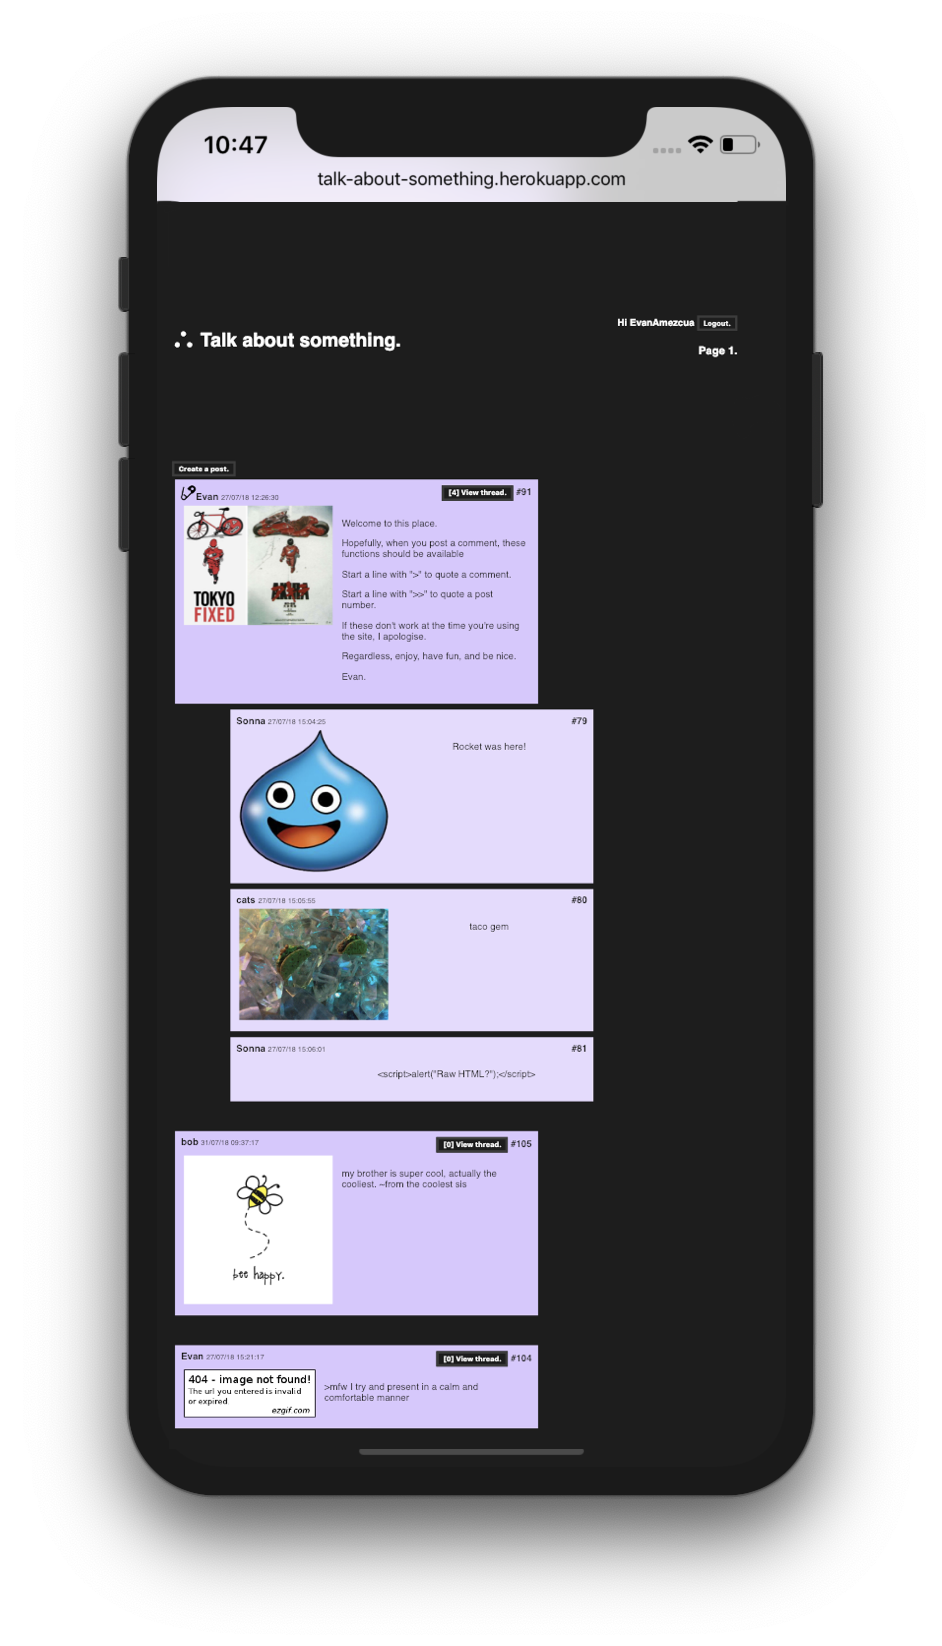 10:47
talk-about-something.herokuapp.com
Hi EvanAmezcua Logout.
Talk about something.
Page 1.
Create a post.
Evan 27/07/18 12:26:30 [4] View thread. #91
TOKYO
FIXED
AKIRA
Welcome to this place.
Hopefully, when you post a comment, these
functions should be available
Start a line with ">" to quote a comment.
Start a line with ">>" to quote a post
number.
If these don't work at the time you're using
the site, I apologise.
Regardless, enjoy, have fun, and be nice.
Evan.
Sonna 27/07/18 15:04:25 #79
Rocket was here!
cats 27/07/18 15:05:55 #80
taco gem
Sonna 27/07/18 15:06:01 #81
<script>alert("Raw HTML?");</script>
bob 31/07/18 09:37:17 [0] View thread. #105
my brother is super cool, actually the
cooliest. ~from the coolest sis
bee happy.
Evan 27/07/18 15:21:17 [0] View thread. #104
404 - image not found!
The url you entered is invalid
or expired
ezgif.com
>mfw I try and present in a calm and
comfortable manner